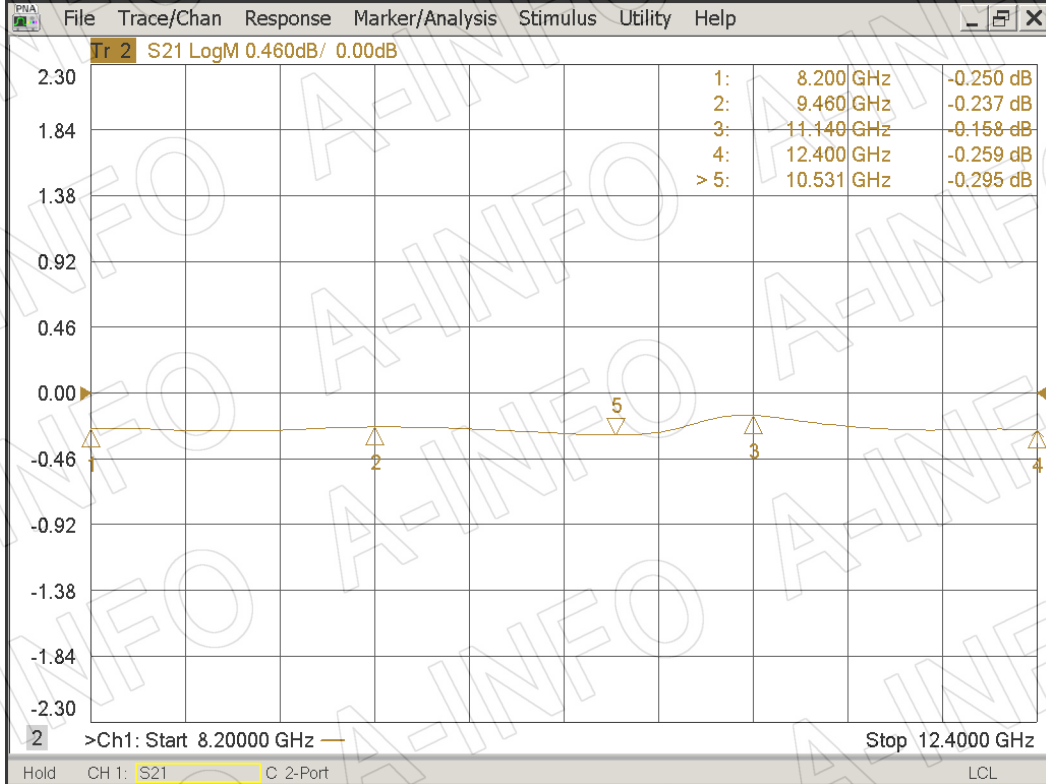 PNA File Trace/Chan Response Marker/Analysis Stimulus Utility Help
Tr 2 S21 LogM 0.460dB/ 0.00dB
2.30
1: 8.200 GHz -0.250 dB
2: 9.460 GHz -0.237 dB
3: 11.140 GHz -0.158 dB
4: 12.400 GHz -0.259 dB
> 5: 10.531 GHz -0.295 dB
1.84
1.38
0.92
0.46
0.00
-0.46
-0.92
-1.38
-1.84
-2.30
1
2
5
3
4
2 >Ch1: Start 8.20000 GHz Stop 12.4000 GHz
Hold CH 1: S21 C 2-Port LCL
A-INFO
A-INFO
A-INFO
A-INFO
A-INFO
A-INFO
A-INFO
A-INFO